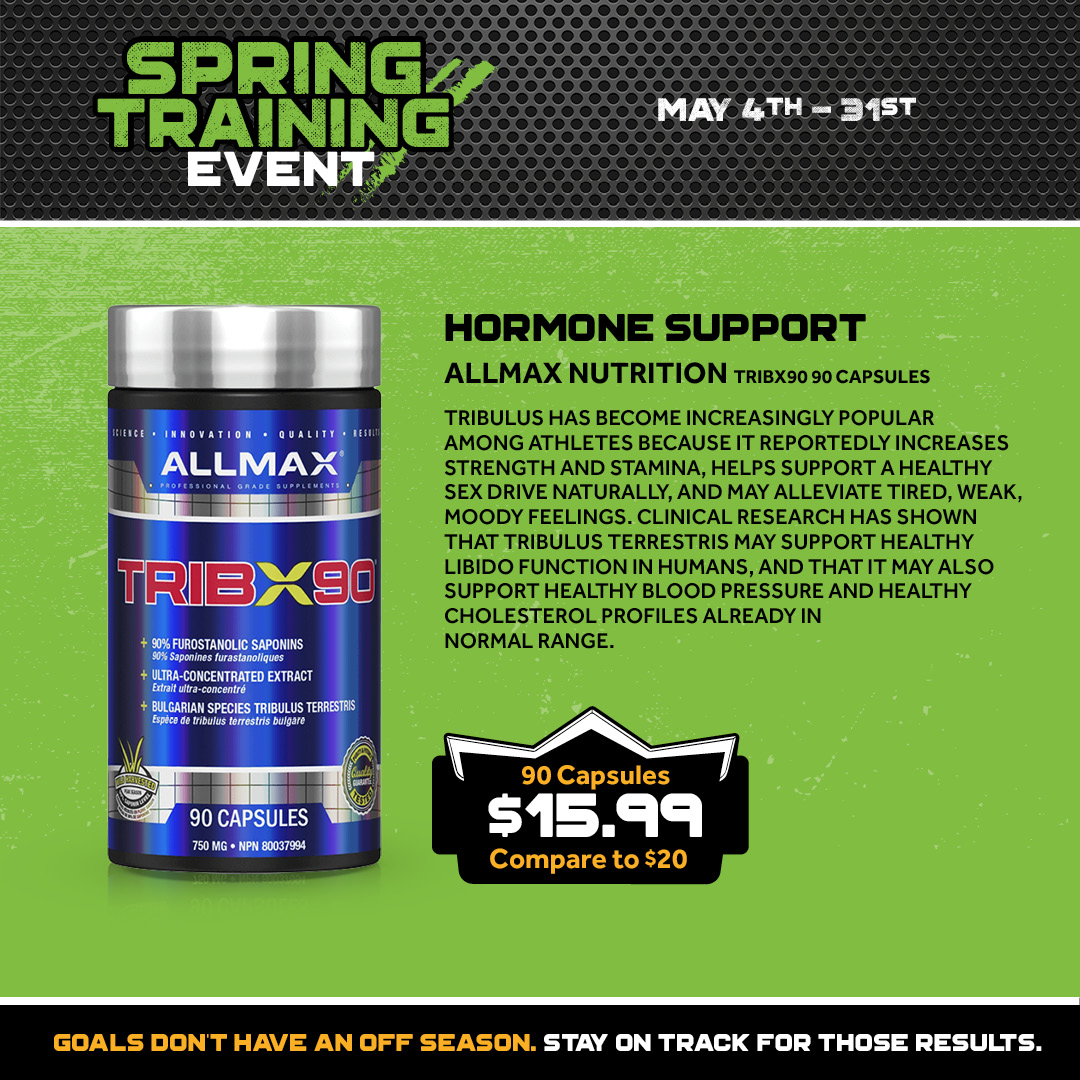 SPRING
TRAINING
EVENT
MAY 4TH – 31ST
HORMONE SUPPORT
ALLMAX NUTRITION TRIBX90 90 CAPSULES
TRIBULUS HAS BECOME INCREASINGLY POPULAR
AMONG ATHLETES BECAUSE IT REPORTEDLY INCREASES
STRENGTH AND STAMINA, HELPS SUPPORT A HEALTHY
SEX DRIVE NATURALLY, AND MAY ALLEVIATE TIRED, WEAK,
MOODY FEELINGS. CLINICAL RESEARCH HAS SHOWN
THAT TRIBULUS TERRESTRIS MAY SUPPORT HEALTHY
LIBIDO FUNCTION IN HUMANS, AND THAT IT MAY ALSO
SUPPORT HEALTHY BLOOD PRESSURE AND HEALTHY
CHOLESTEROL PROFILES ALREADY IN
NORMAL RANGE.
• INNOVATION • QUALITY •
ALLMAX®
• PROFESSIONAL GRADE SUPPLEMENTS •
TRIBX90
+ 90% FUROSTANOLIC SAPONINS
90% Saponines furastanoliques
+ ULTRA-CONCENTRATED EXTRACT
Extrait ultra-concentré
+ BULGARIAN SPECIES TRIBULUS TERRESTRIS
Espèce de tribulus terrestris bulgare
Quality
GUARANTEE
90 CAPSULES
750 MG • NPN 80037994
90 Capsules
$15.99
Compare to $20
GOALS DON'T HAVE AN OFF SEASON. STAY ON TRACK FOR THOSE RESULTS.